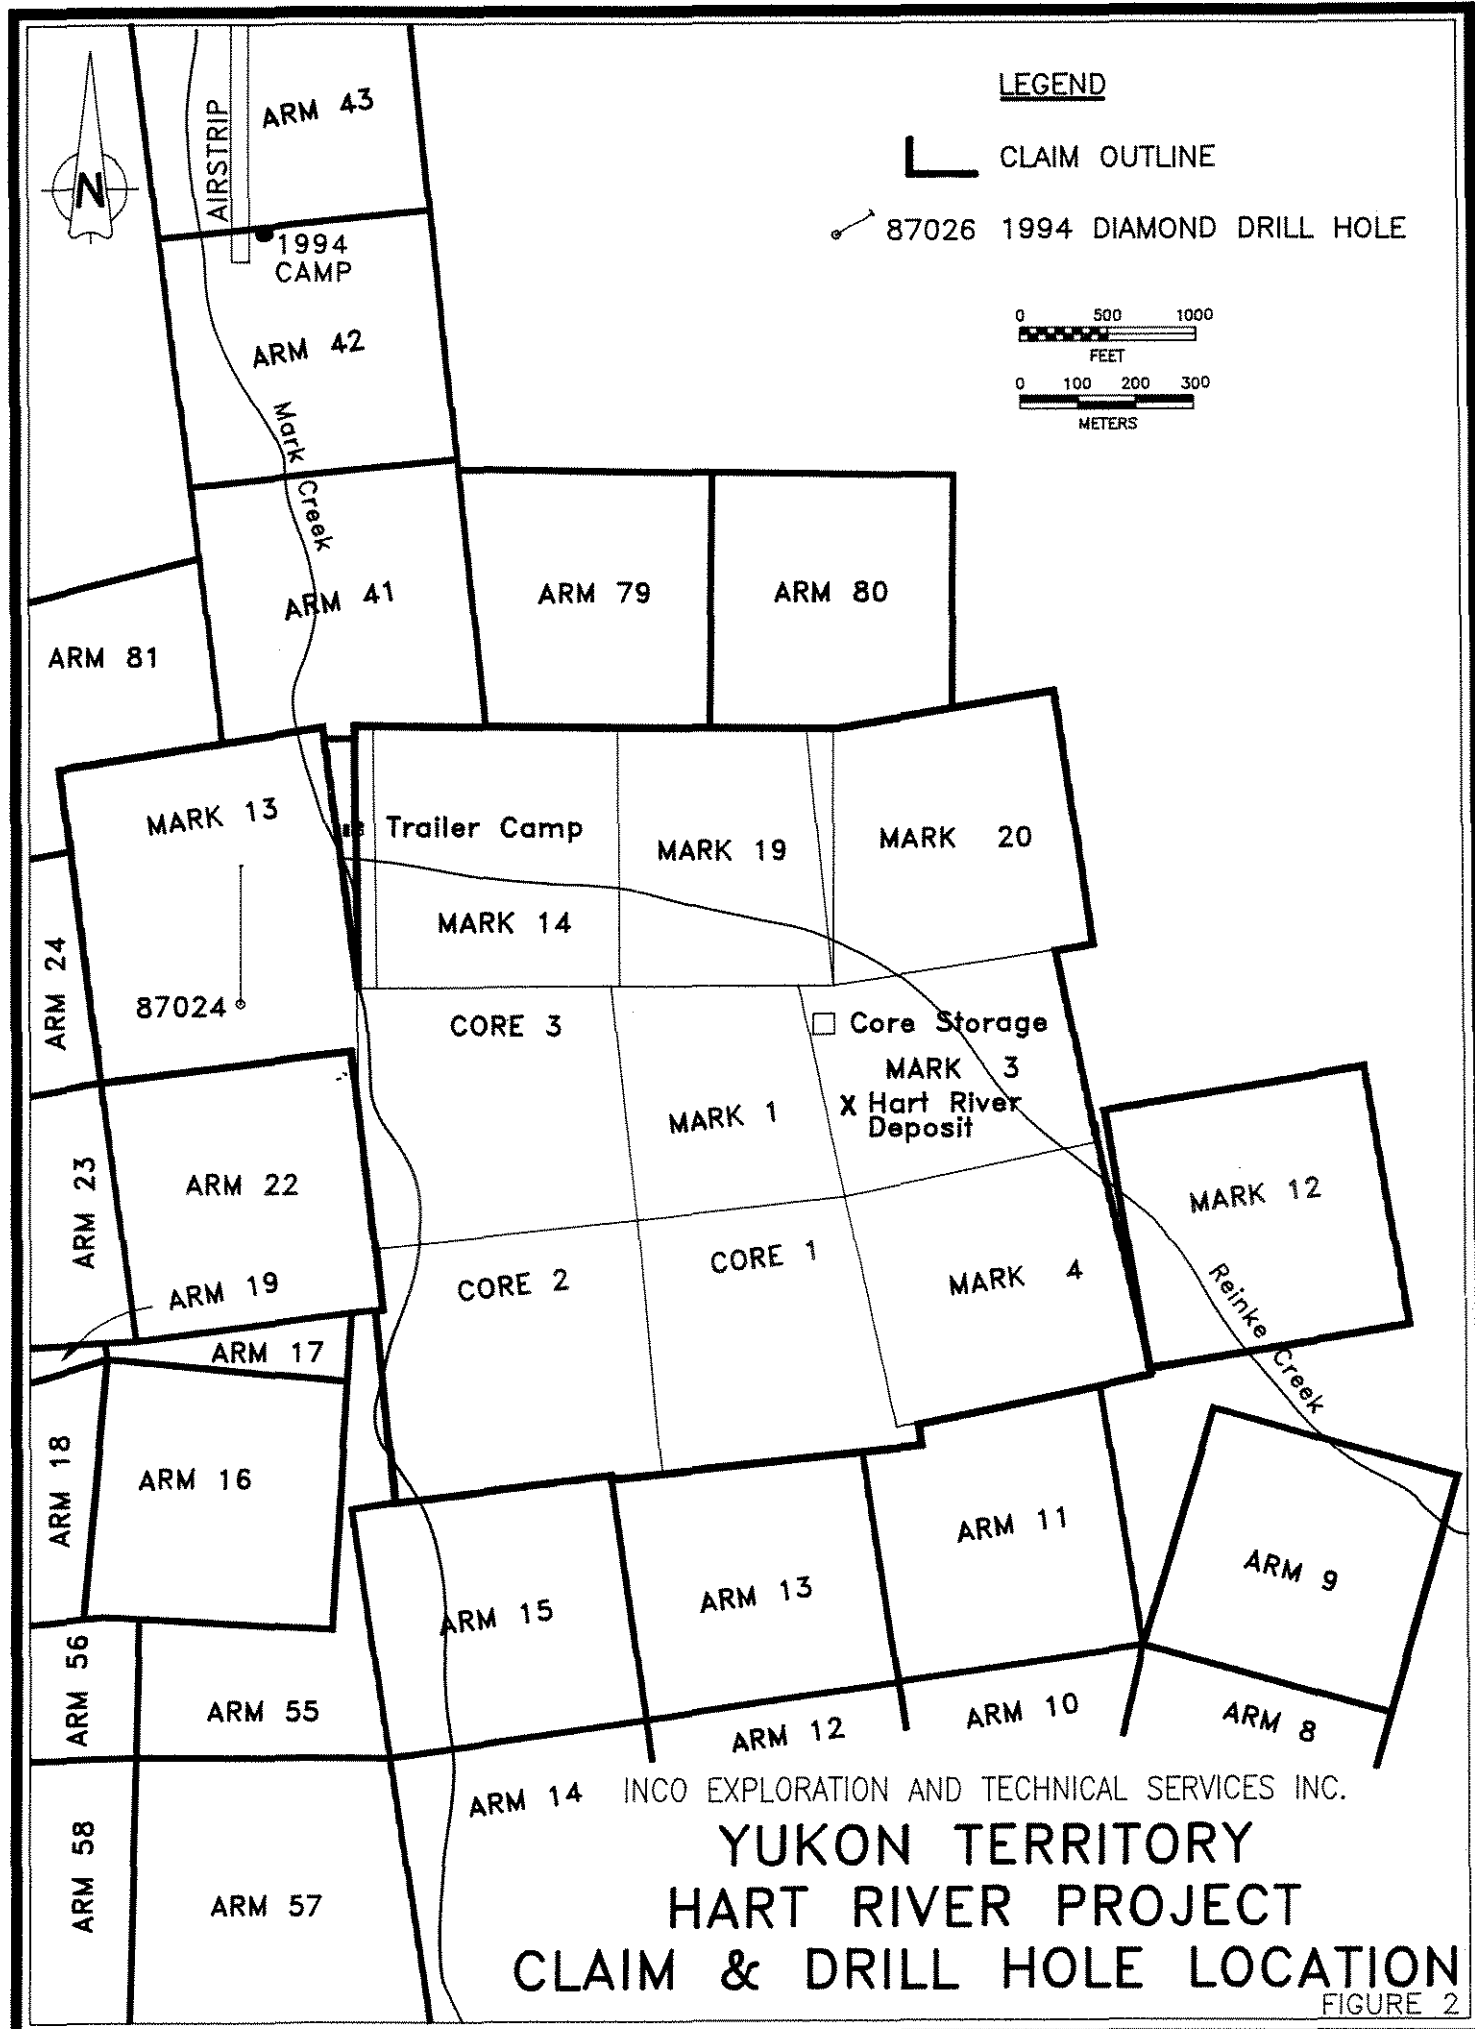 LEGEND
CLAIM OUTLINE
87026 1994 DIAMOND DRILL HOLE
0 500 1000
FEET
0 100 200 300
METERS
N
AIRSTRIP
ARM 43
1994
CAMP
ARM 42
Mark Creek
ARM 41
ARM 79
ARM 80
ARM 81
MARK 13
Trailer Camp
MARK 19
MARK 20
MARK 14
ARM 24
87024
CORE 3
Core Storage
MARK 3
X Hart River
Deposit
MARK 1
ARM 23
ARM 22
MARK 12
ARM 19
CORE 2
CORE 1
MARK 4
Reinke Creek
ARM 17
ARM 18
ARM 16
ARM 11
ARM 9
ARM 15
ARM 13
ARM 56
ARM 55
ARM 12
ARM 10
ARM 8
ARM 14
ARM 58
ARM 57
INCO EXPLORATION AND TECHNICAL SERVICES INC.
YUKON TERRITORY
HART RIVER PROJECT
CLAIM & DRILL HOLE LOCATION
FIGURE 2